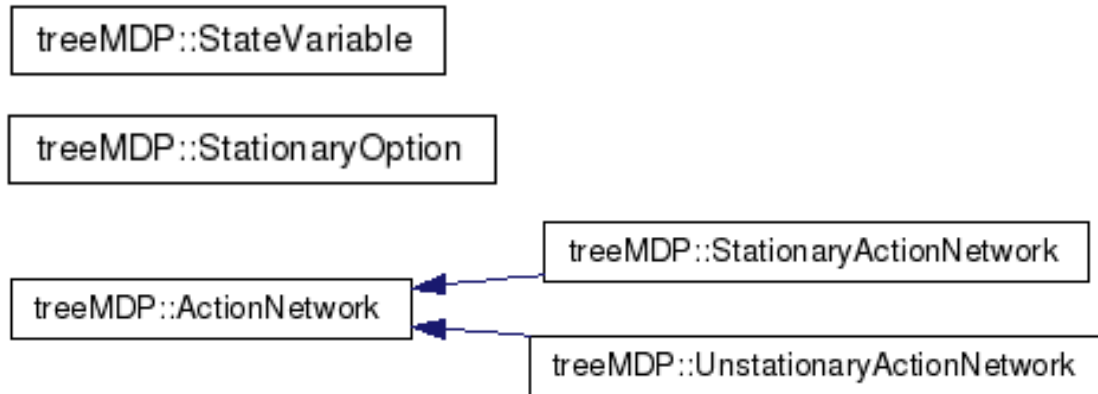 treeMDP::StateVariable
treeMDP::StationaryOption
treeMDP::StationaryActionNetwork
treeMDP::ActionNetwork
treeMDP::UnstationaryActionNetwork